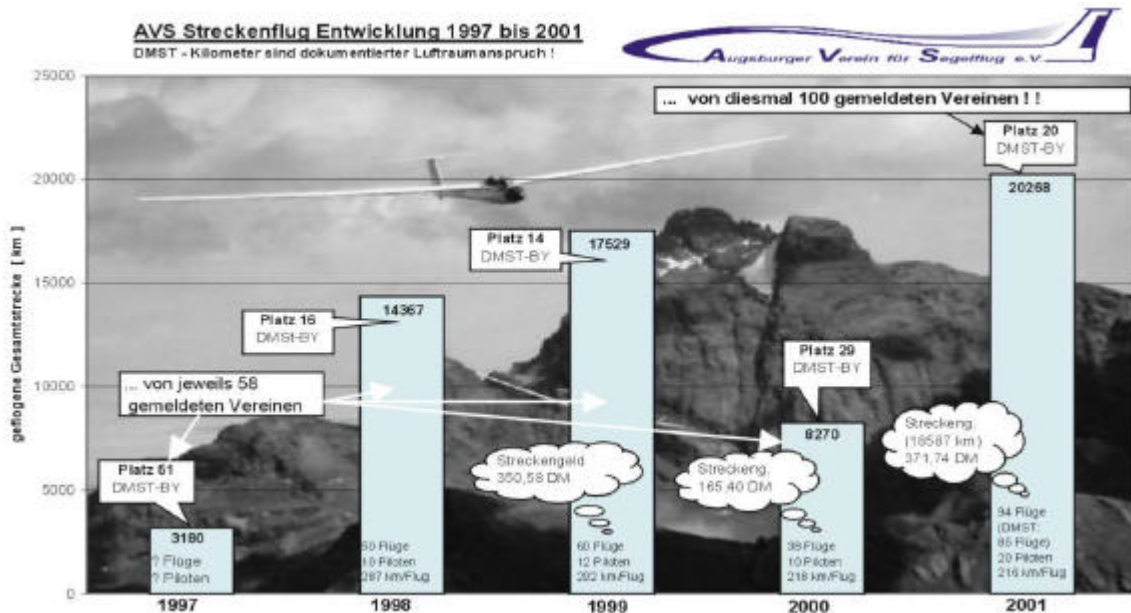 AVS Streckenflug Entwicklung 1997 bis 2001
DMST - Kilometer sind dokumentierter Luftraumanspruch !
Augsburger Verein für Segelflug e.V.
geflogene Gesamtstrecke [ km ]
25000
20000
15000
10000
5000
0
... von diesmal 100 gemeldeten Vereinen ! !
Platz 20
DMST-BY
20268
Platz 14
DMST-BY
17529
Platz 16
DMSt-BY
14367
Platz 29
DMST-BY
8270
... von jeweils 58
gemeldeten Vereinen
Platz 51
DMST-BY
3180
Streckengeld
350,58 DM
Streckeng.
165,40 DM
Streckeng.
(18587 km)
371,74 DM
? Flüge
? Piloten
50 Flüge
10 Piloten
287 km/Flug
60 Flüge
12 Piloten
292 km/Flug
38 Flüge
10 Piloten
218 km/Flug
94 Flüge
(DMST:
85 Flüge)
20 Piloten
216 km/Flug
1997
1998
1999
2000
2001